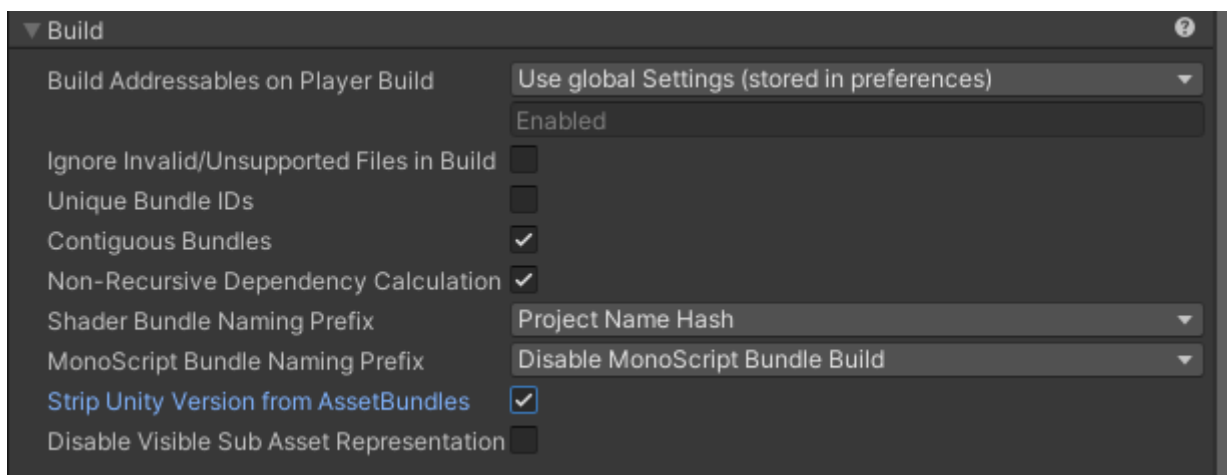 Build
Build Addressables on Player Build Use global Settings (stored in preferences)
Enabled
Ignore Invalid/Unsupported Files in Build
Unique Bundle IDs
Contiguous Bundles
Non-Recursive Dependency Calculation
Shader Bundle Naming Prefix Project Name Hash
MonoScript Bundle Naming Prefix Disable MonoScript Bundle Build
Strip Unity Version from AssetBundles
Disable Visible Sub Asset Representation